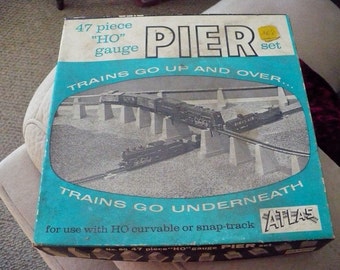 47 piece
"HO"
gauge
PIER
set
TRAINS GO UP AND OVER...
TRAINS GO UNDERNEATH
for use with HO curvable or snap-track
ATLAS
47 piece "HO" gauge PIER set